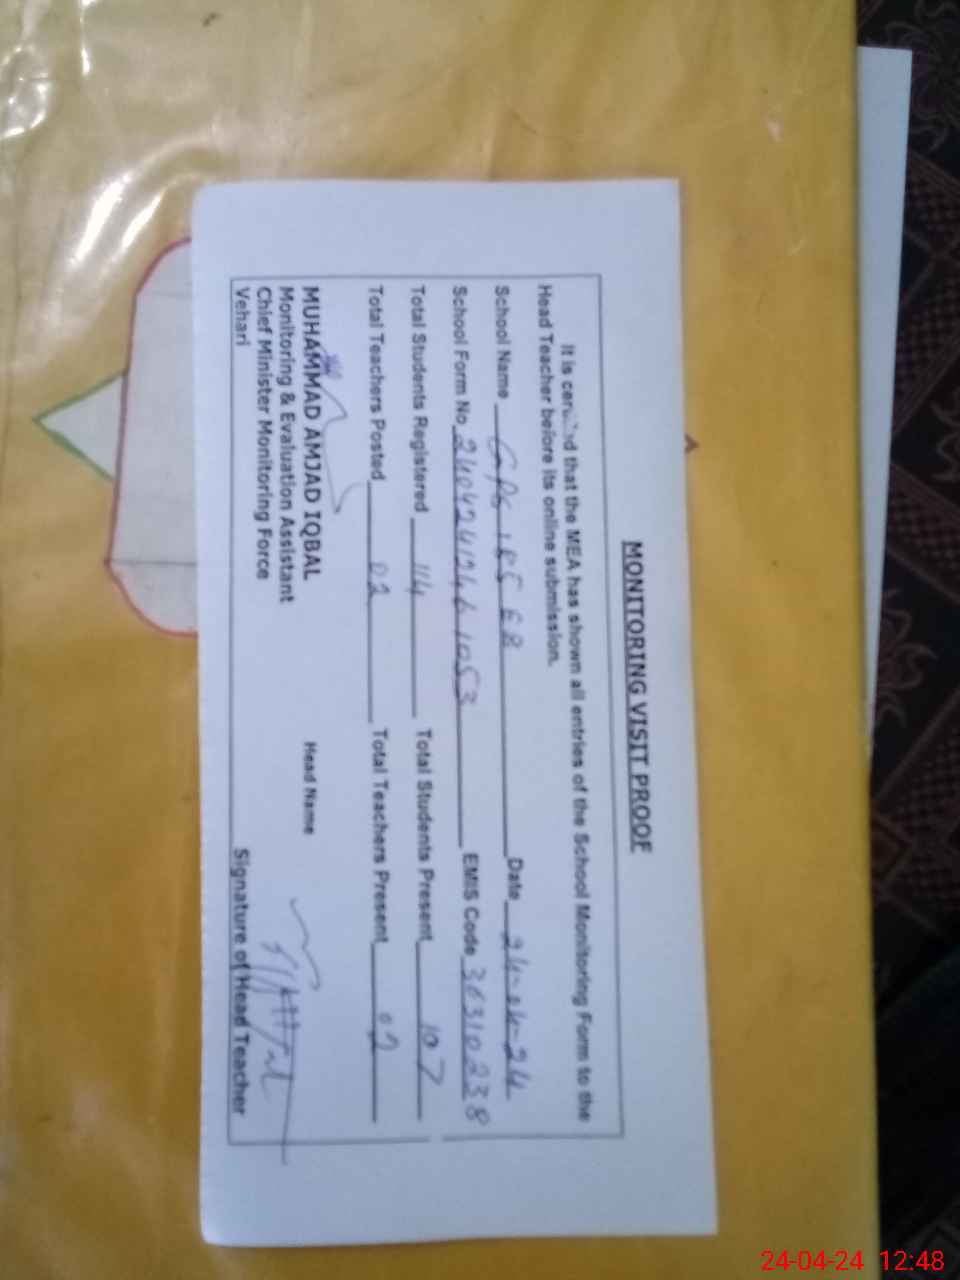 MONITORING VISIT PROOF
It is cer that the MEA has shown all entries of the School Monitoring Form to the
Head Teacher before its online submission.
School Name GPS 185 EB Date 24-04-24
School Form No 240424124661053 EMIS Code 36310238
Total Students Registered 114 Total Students Present 107
Total Teachers Posted 02 Total Teachers Present 02
MUHAMMAD AMJAD IQBAL Head Name
Monitoring & Evaluation Assistant
Chief Minister Monitoring Force
Vehari Signature of Head Teacher
24-04-24 12:48